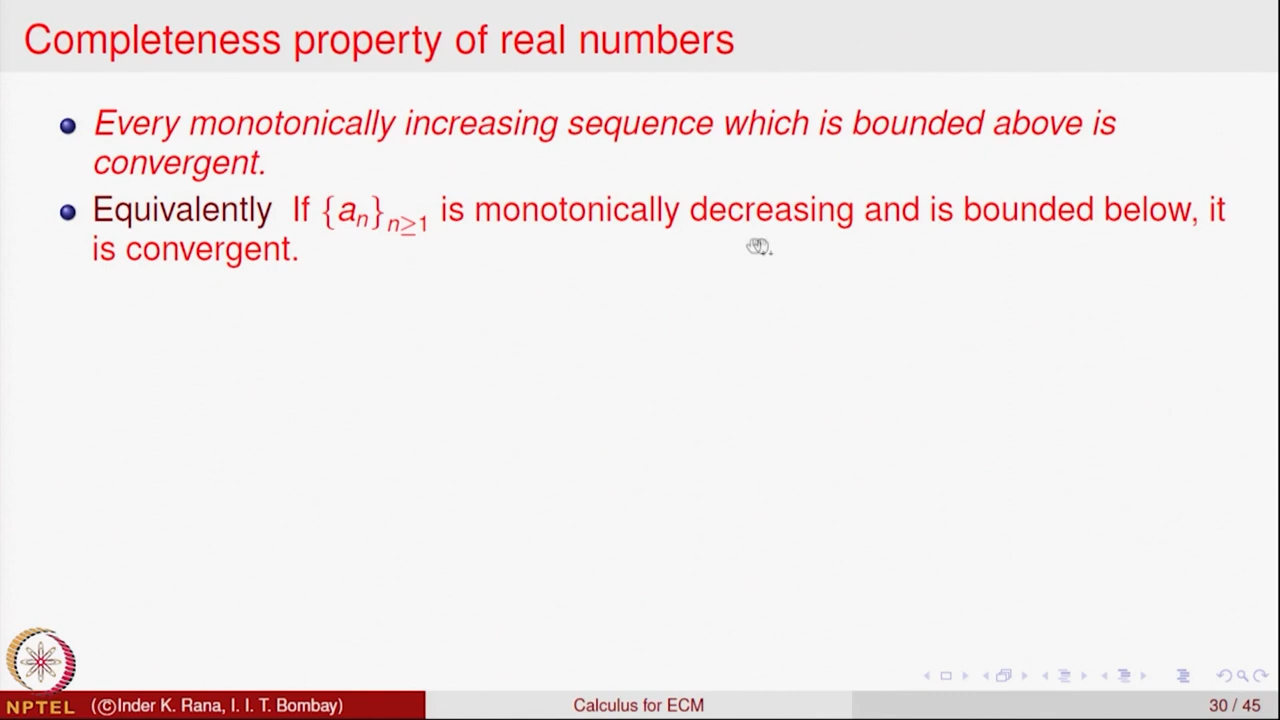 Completeness property of real numbers
Every monotonically increasing sequence which is bounded above is
convergent.
Equivalently If {aₙ}ₙ≥₁ is monotonically decreasing and is bounded below, it
is convergent.
NPTEL (©Inder K. Rana, I. I. T. Bombay) Calculus for ECM 30 / 45